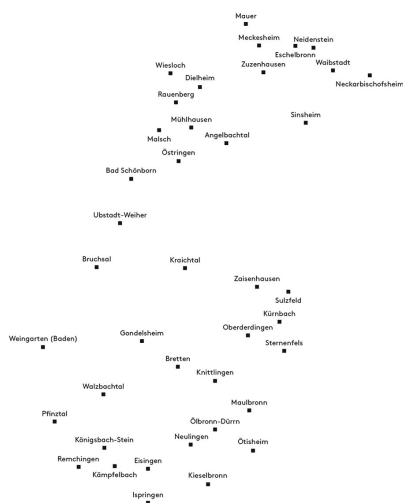 Mauer
Meckesheim
Neidenstein
Eschelbronn
Wiesloch
Zuzenhausen
Waibstadt
Dielheim
Neckarbischofsheim
Rauenberg
Sinsheim
Mühlhausen
Malsch
Angelbachtal
Östringen
Bad Schönborn
Ubstadt-Weiher
Bruchsal
Kraichtal
Zaisenhausen
Sulzfeld
Kürnbach
Oberderdingen
Gondelsheim
Weingarten (Baden)
Sternenfels
Bretten
Knittlingen
Walzbachtal
Maulbronn
Pfinztal
Ölbronn-Dürrn
Neulingen
Königsbach-Stein
Ötisheim
Remchingen
Eisingen
Kämpfelbach
Kieselbronn
Ispringen